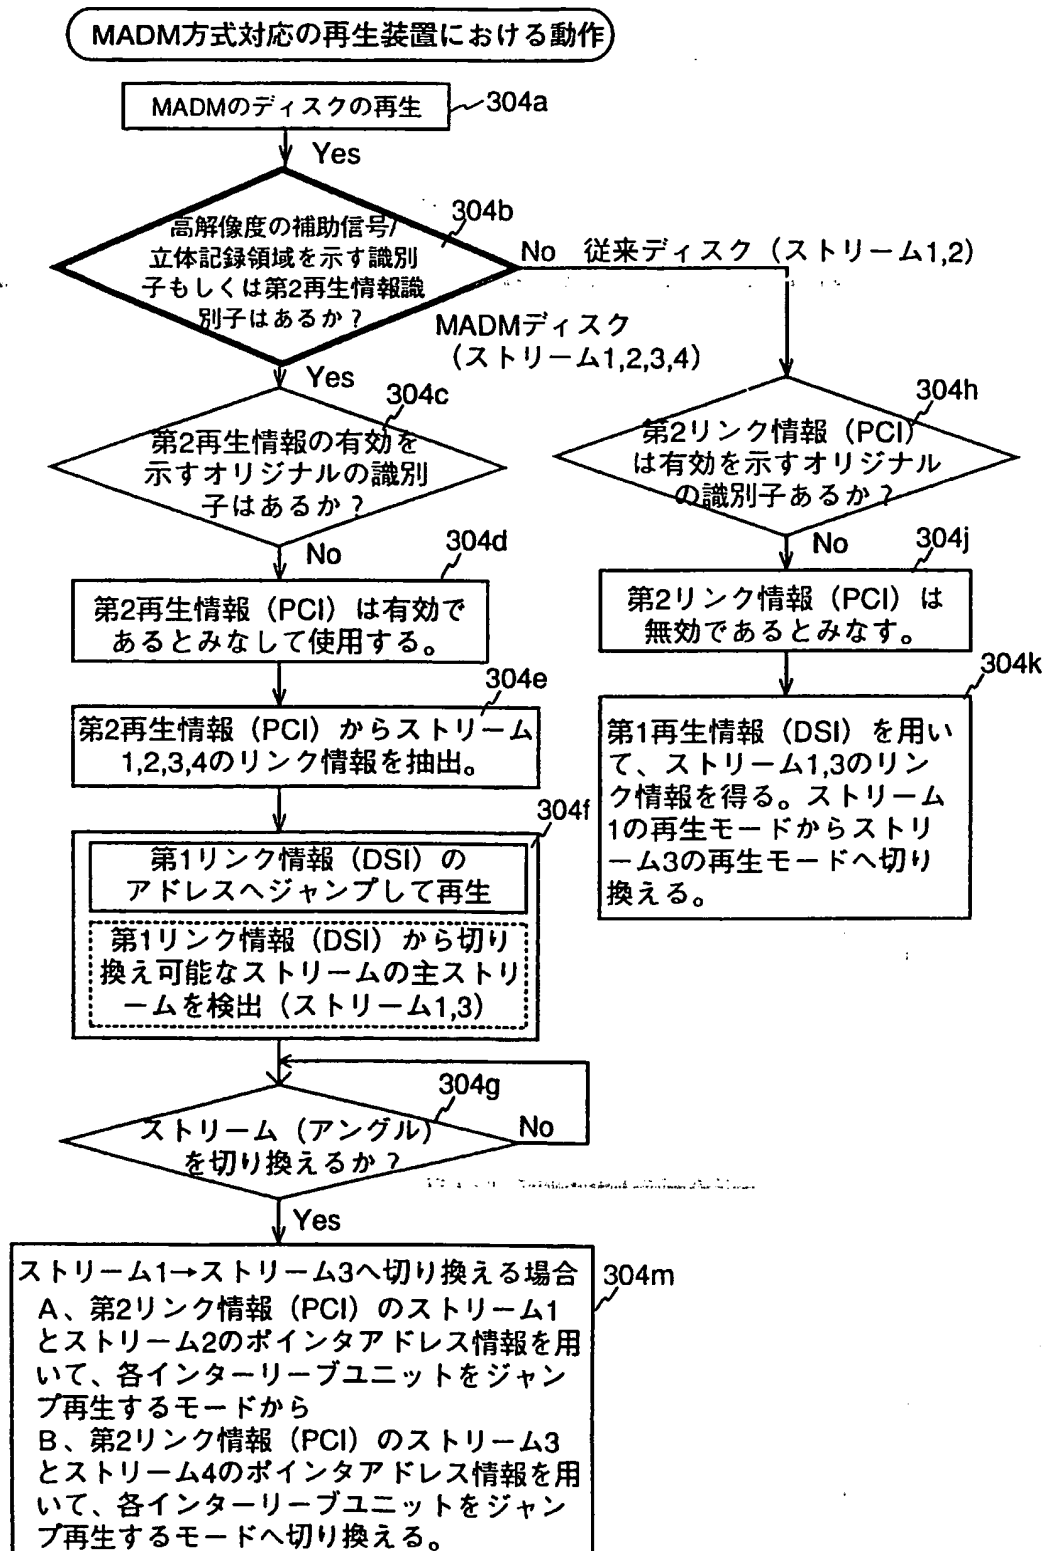 MADM方式対応の再生装置における動作
MADMのディスクの再生
304a
Yes
高解像度の補助信号/
立体記録領域を示す識別
子もしくは第2再生情報識
別子はあるか?
304b
No 従来ディスク(ストリーム1,2)
MADMディスク
(ストリーム1,2,3,4)
Yes
304c
第2再生情報の有効を
示すオリジナルの識別
子はあるか?
304h
第2リンク情報(PCI)
は有効を示すオリジナル
の識別子あるか?
No
304d
第2再生情報(PCI)は有効で
あるとみなして使用する。
No
304j
第2リンク情報(PCI)は
無効であるとみなす。
304e
第2再生情報(PCI)からストリーム
1,2,3,4のリンク情報を抽出。
304k
第1再生情報(DSI)を用い
て、ストリーム1,3のリン
ク情報を得る。ストリーム
1の再生モードからストリ
ーム3の再生モードへ切り
換える。
304f
第1リンク情報(DSI)の
アドレスへジャンプして再生
第1リンク情報(DSI)から切り
換え可能なストリームの主ストリ
ームを検出(ストリーム1,3)
304g
ストリーム(アングル)
を切り換えるか?
No
Yes
304m
ストリーム1→ストリーム3へ切り換える場合
A、第2リンク情報(PCI)のストリーム1
とストリーム2のポインタアドレス情報を用
いて、各インターリーブユニットをジャン
プ再生するモードから
B、第2リンク情報(PCI)のストリーム3
とストリーム4のポインタアドレス情報を用
いて、各インターリーブユニットをジャン
プ再生するモードへ切り換える。